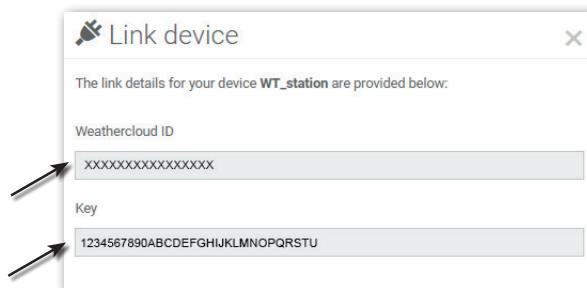 Link device
The link details for your device WT_station are provided below:
Weathercloud ID
XXXXXXXXXXXXXXXX
Key
1234567890ABCDEFGHIJKLMNOPQRSTU